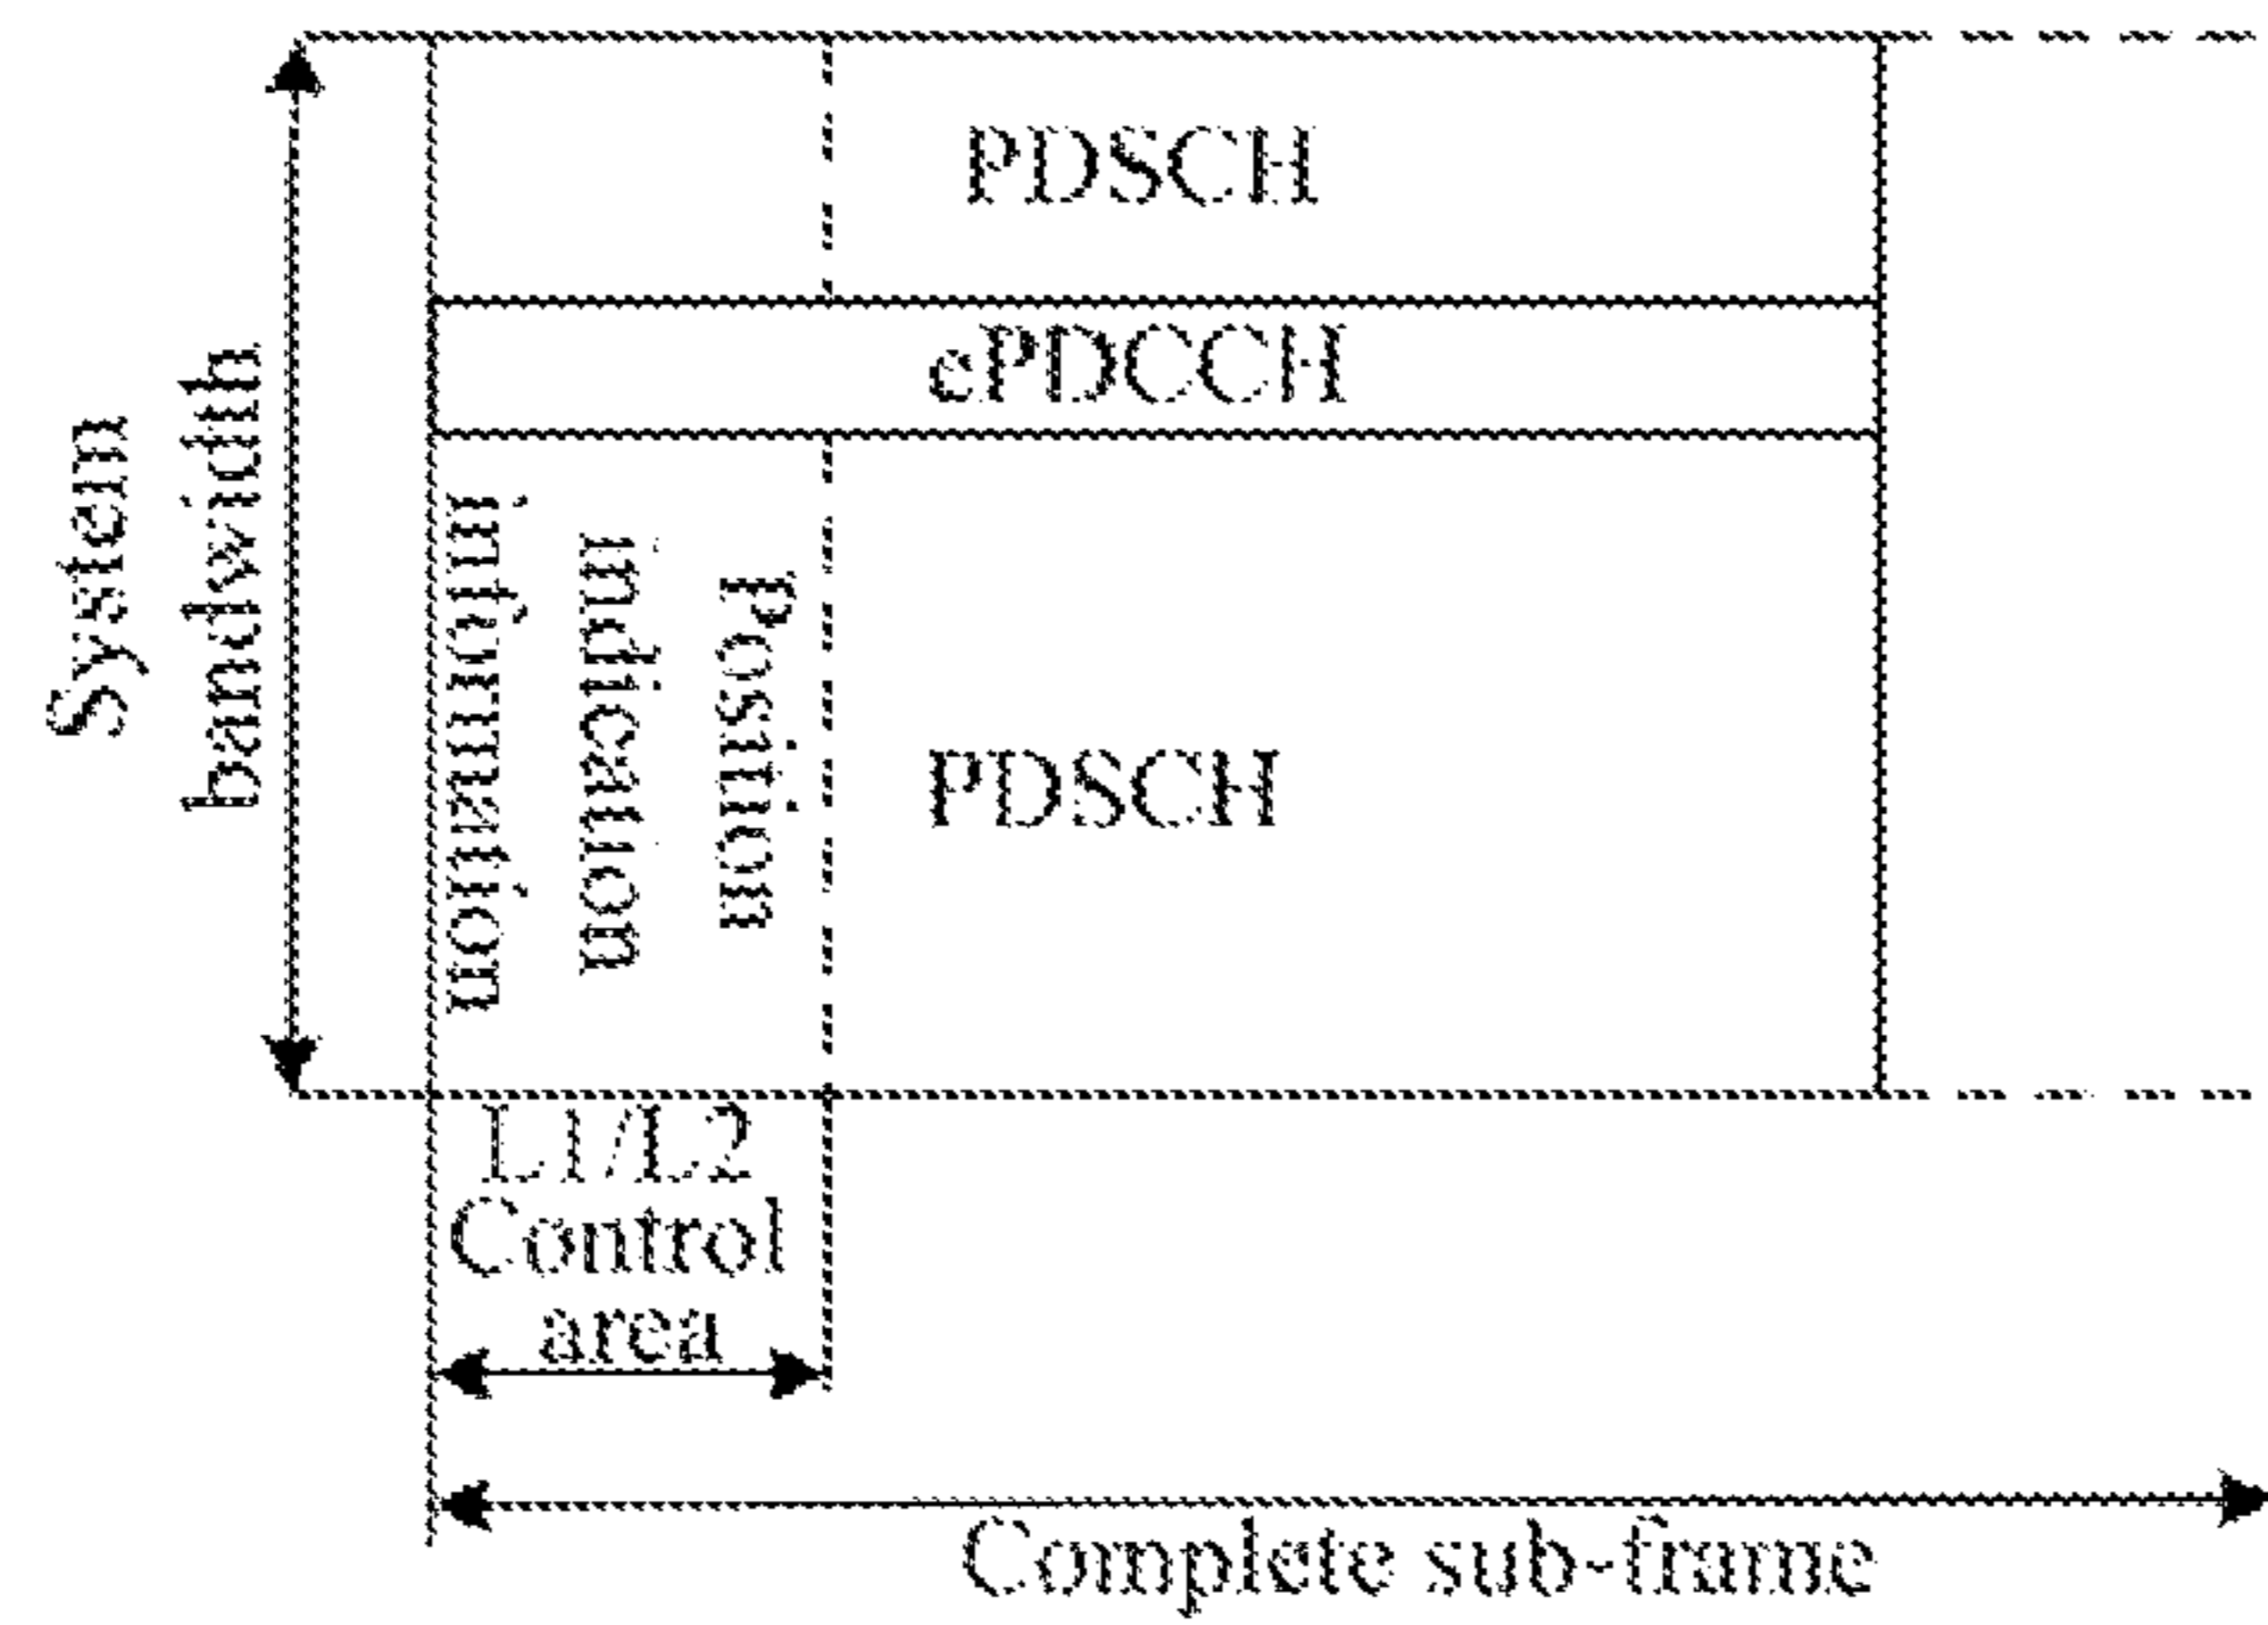 PDSCH
ePDCCH
System
bandwidth
Position
indication
information
PDSCH
L1/L2
Control
area
Complete sub-frame